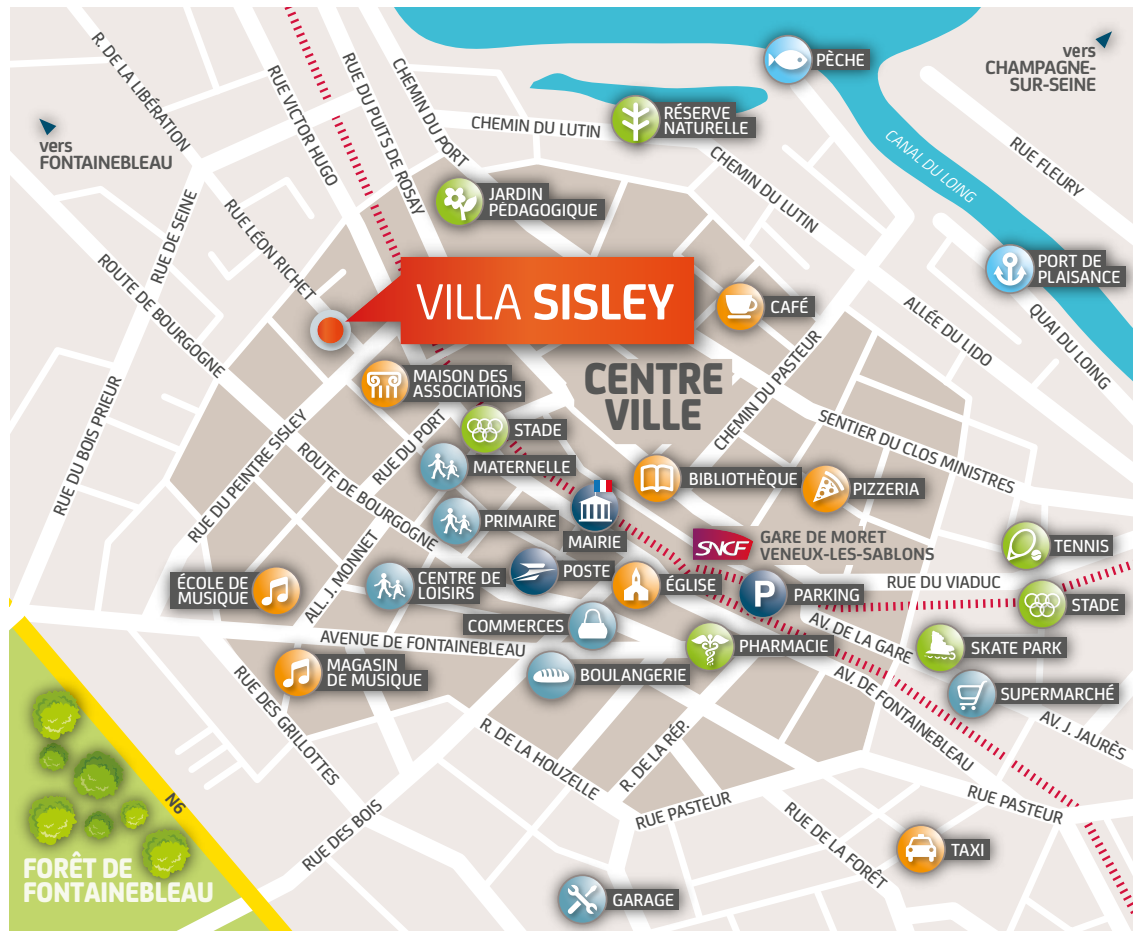 R. DE LA LIBÉRATION
RUE VICTOR HUGO
RUE DU PUITS DE ROSAY
CHEMIN DU PORT
PÊCHE
vers
CHAMPAGNE-
SUR-SEINE
vers
FONTAINEBLEAU
CHEMIN DU LUTIN
RÉSERVE
NATURELLE
CHEMIN DU LUTIN
CANAL DU LOING
RUE FLEURY
RUE DE SEINE
RUE LÉON RICHET
JARDIN
PÉDAGOGIQUE
ROUTE DE BOURGOGNE
VILLA SISLEY
CAFÉ
PORT DE
PLAISANCE
ALLÉE DU LIDO
QUAI DU LOING
MAISON DES
ASSOCIATIONS
CENTRE
VILLE
CHEMIN DU PASTEUR
SENTIER DU CLOS MINISTRES
RUE DU BOIS PRIEUR
RUE DU PEINTRE SISLEY
ROUTE DE BOURGOGNE
RUE DU PORT
STADE
MATERNELLE
BIBLIOTHÈQUE
PIZZERIA
PRIMAIRE
MAIRIE
SNCF
GARE DE MORET
VENEUX-LES-SABLONS
TENNIS
ÉCOLE DE
MUSIQUE
ALL. J. MONNET
CENTRE DE
LOISIRS
POSTE
ÉGLISE
P
PARKING
RUE DU VIADUC
STADE
COMMERCES
AVENUE DE FONTAINEBLEAU
PHARMACIE
AV. DE LA GARE
SKATE PARK
MAGASIN
DE MUSIQUE
BOULANGERIE
SUPERMARCHÉ
RUE DES GRILLOTTES
R. DE LA HOUZELLE
R. DE LA RÉP.
AV. DE FONTAINEBLEAU
AV. J. JAURÈS
N6
RUE DES BOIS
RUE PASTEUR
RUE DE LA FORÊT
RUE PASTEUR
TAXI
FORÊT DE
FONTAINEBLEAU
GARAGE